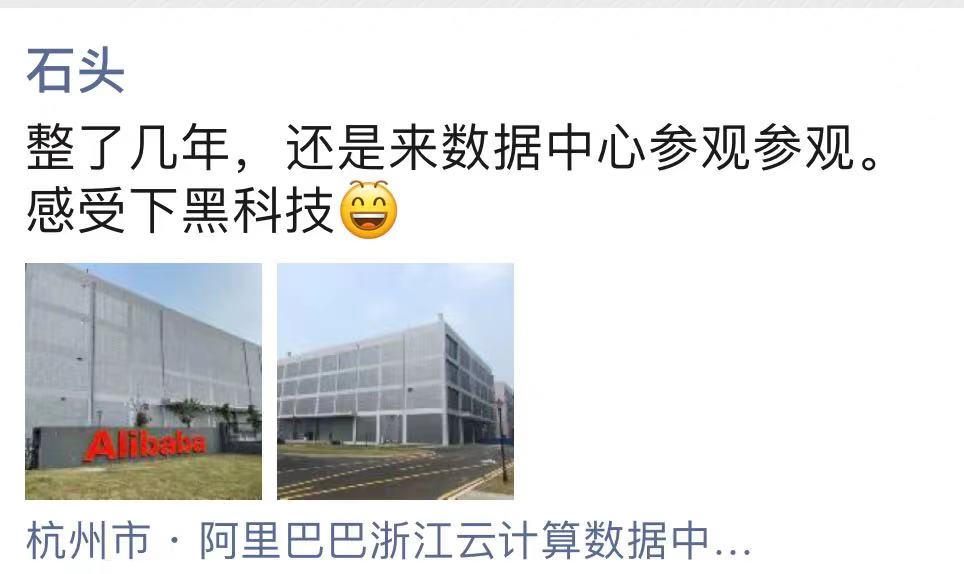 石头
整了几年，还是来数据中心参观参观。
感受下黑科技😄
Alibaba
杭州市·阿里巴巴浙江云计算数据中...